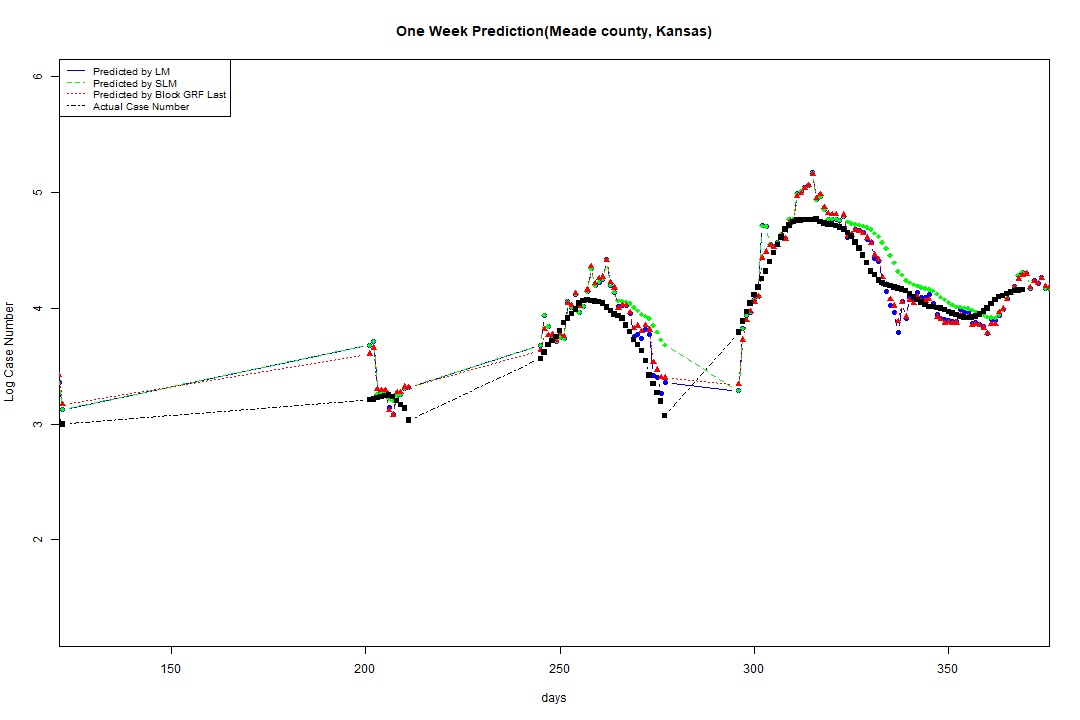 One Week Prediction(Meade county, Kansas)
Predicted by LM
Predicted by SLM
Predicted by Block GRF Last
Actual Case Number
6
5
4
3
2
Log Case Number
150
200
250
300
350
days